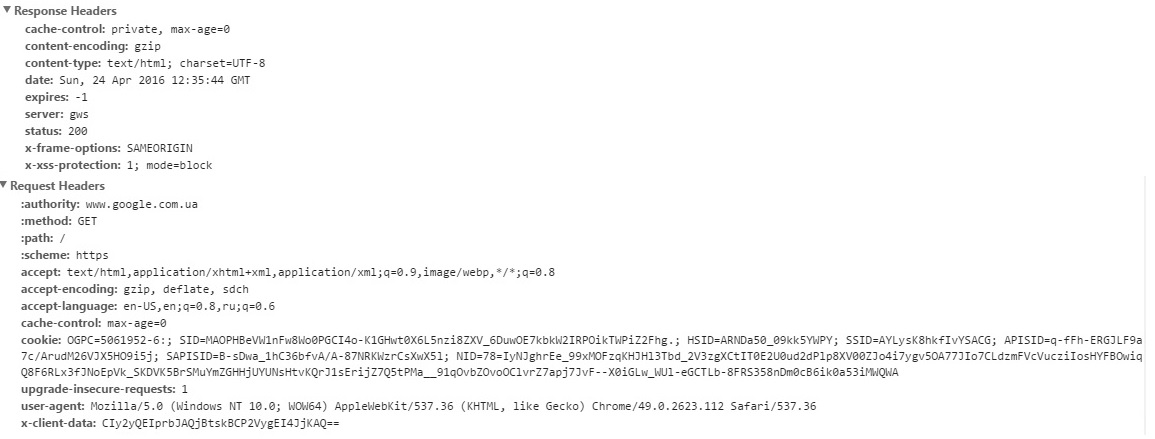 Response Headers
cache-control: private, max-age=0
content-encoding: gzip
content-type: text/html; charset=UTF-8
date: Sun, 24 Apr 2016 12:35:44 GMT
expires: -1
server: gws
status: 200
x-frame-options: SAMEORIGIN
x-xss-protection: 1; mode=block
Request Headers
:authority: www.google.com.ua
:method: GET
:path: /
:scheme: https
accept: text/html,application/xhtml+xml,application/xml;q=0.9,image/webp,*/*;q=0.8
accept-encoding: gzip, deflate, sdch
accept-language: en-US,en;q=0.8,ru;q=0.6
cache-control: max-age=0
cookie: OGPC=5061952-6:; SID=MAOPHBeVW1nFw8Wo0PGCI4o-K1GHwt0X6L5nzi8ZXV_6DuwOE7kbkW2IRPOikTWPiZ2Fhg.; HSID=ARNDa50_09kk5YWPY; SSID=AYLysK8hkfIvYSACG; APISID=q-fFh-ERGJLF9a
7c/ArudM26VJX5HO9i5j; SAPISID=B-sDwa_1hC36bfvA/A-87NRKWzrCsXwX5l; NID=78=IyNJghrEe_99xMOFzqKHJHl3Tbd_2V3zgXCtIT0E2U0ud2dPlp8XV00ZJo4i7ygv5OA77JIo7CLdzmFVcVucziIosHYFBOwiq
Q8F6RLx3fJNoEpVk_SKDVK5BrSMuYmZGHHjUYUNsHtvKQrJ1sErijZ7Q5tPMa__91qOvbZOvoOClvrZ7apj7JvF--X0iGLw_WUl-eGCTLb-8FRS358nDm0cB6ik0a53iMWQWA
upgrade-insecure-requests: 1
user-agent: Mozilla/5.0 (Windows NT 10.0; WOW64) AppleWebKit/537.36 (KHTML, like Gecko) Chrome/49.0.2623.112 Safari/537.36
x-client-data: CIy2yQEIprbJAQjBtskBCP2VygEI4JjKAQ==